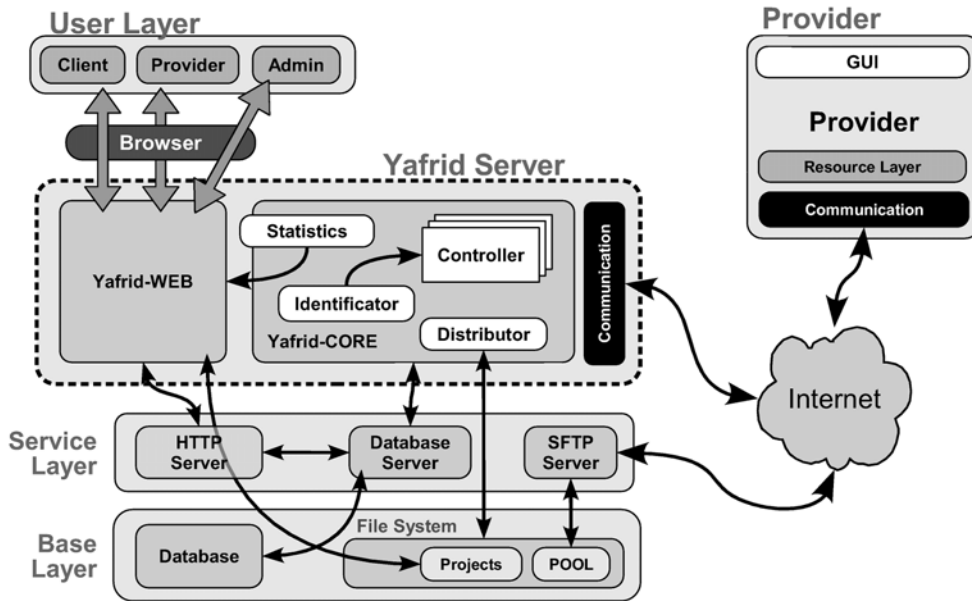 User Layer
Client
Provider
Admin
Browser
Provider
GUI
Provider
Resource Layer
Communication
Yafrid Server
Yafrid-WEB
Statistics
Controller
Identificator
Yafrid-CORE
Distributor
Communication
Internet
Service
Layer
HTTP
Server
Database
Server
SFTP
Server
Base
Layer
Database
File System
Projects
POOL